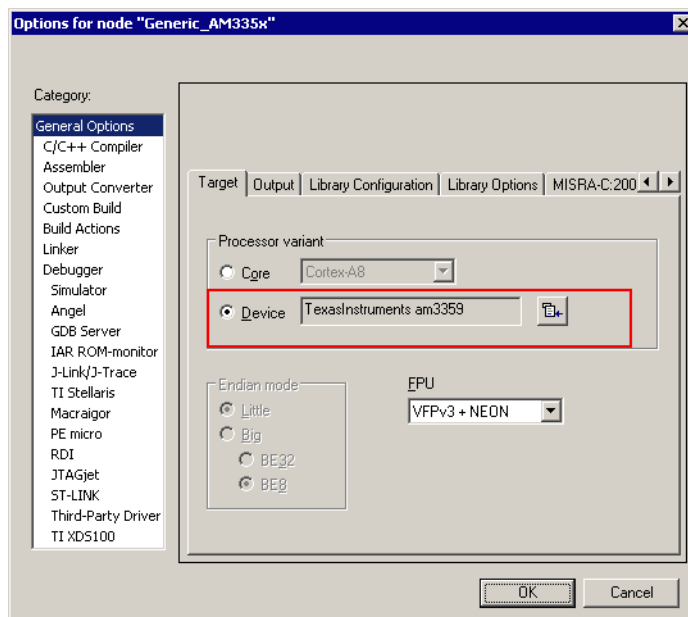 Options for node "Generic_AM335x"
Category:
General Options
C/C++ Compiler
Assembler
Output Converter
Custom Build
Build Actions
Linker
Debugger
Simulator
Angel
GDB Server
IAR ROM-monitor
J-Link/J-Trace
TI Stellaris
Macraigor
PE micro
RDI
JTAGjet
ST-LINK
Third-Party Driver
TI XDS100
Target Output Library Configuration Library Options MISRA-C:200
Processor variant
Core Cortex-A8
Device TexasInstruments am3359
Endian mode
Little
Big
BE32
BE8
FPU
VFPv3 + NEON
OK Cancel